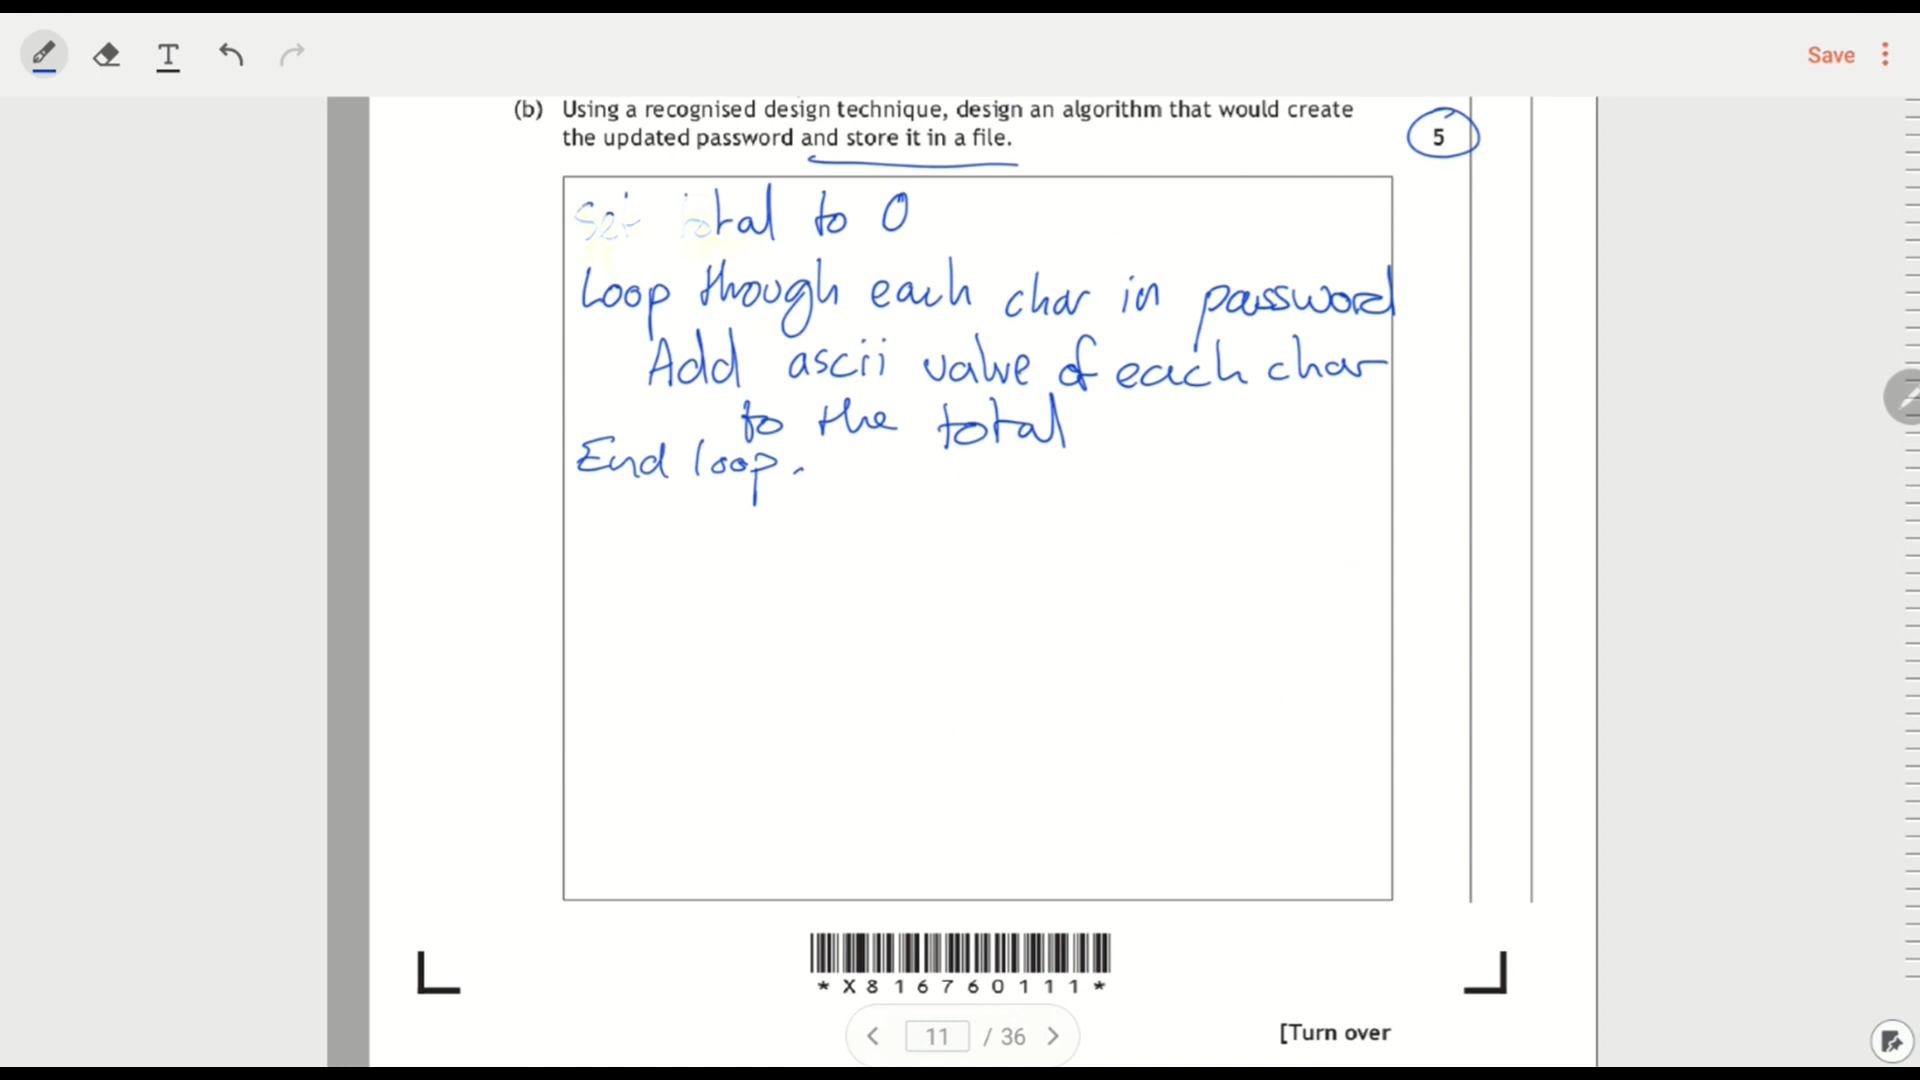 Save
(b) Using a recognised design technique, design an algorithm that would create
the updated password and store it in a file.
5
Set total to 0
Loop though each char in password
Add ascii value of each char
to the total
End loop.
* X 8 1 6 7 6 0 1 1 1 *
11 / 36
[Turn over